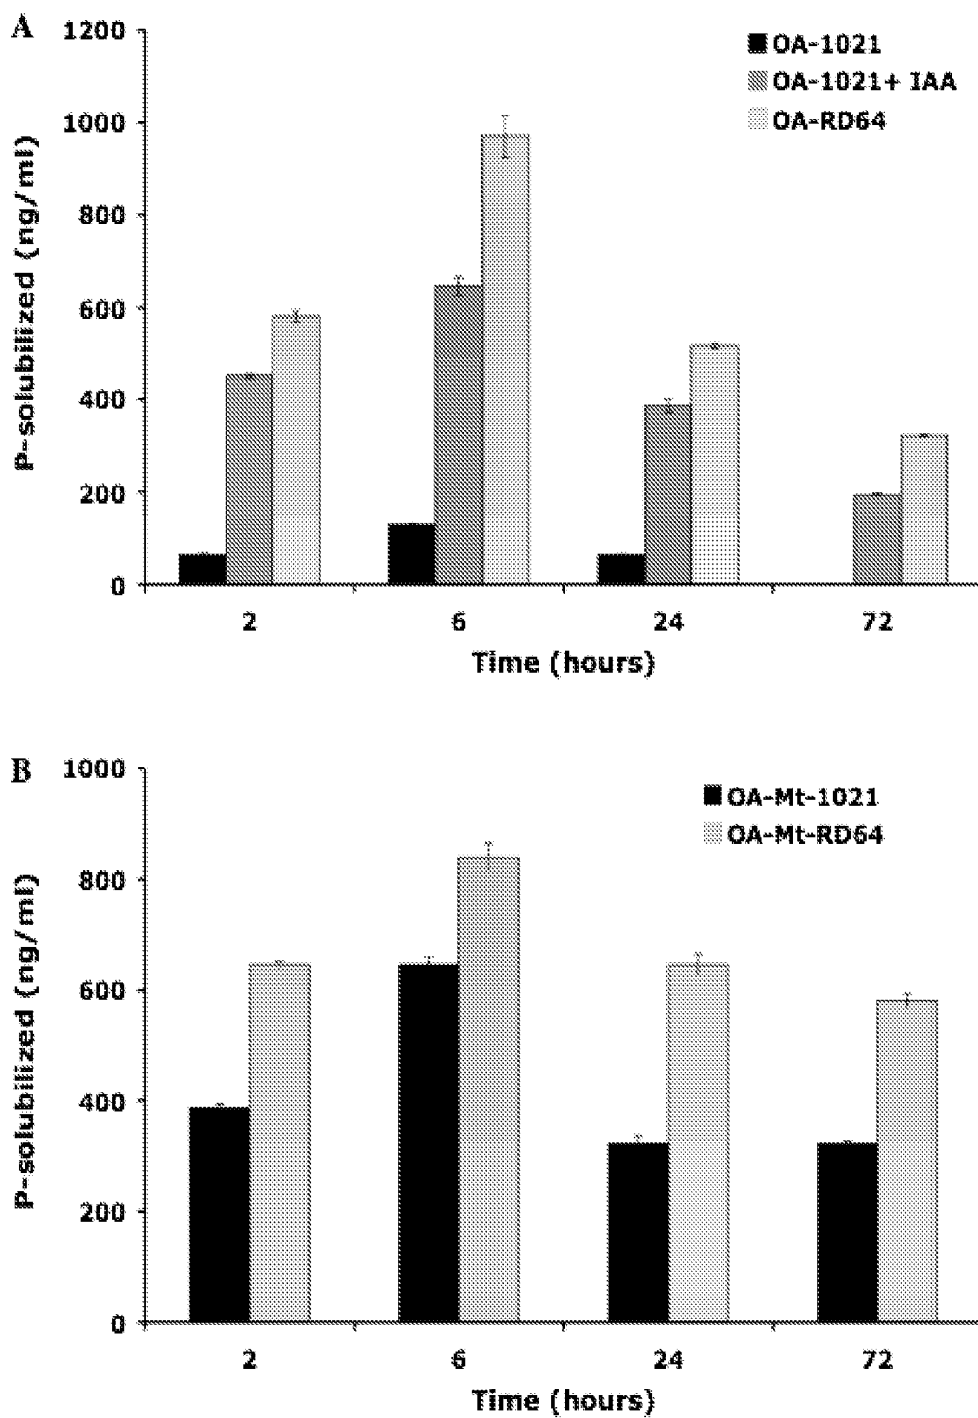 A
1200
1000
800
600
400
200
0
P-solubilized (ng/ml)
OA-1021
OA-1021+ IAA
OA-RD64
2 6 24 72
Time (hours)
B
1000
800
600
400
200
0
P-solubilized (ng/ml)
OA-Mt-1021
OA-Mt-RD64
2 6 24 72
Time (hours)